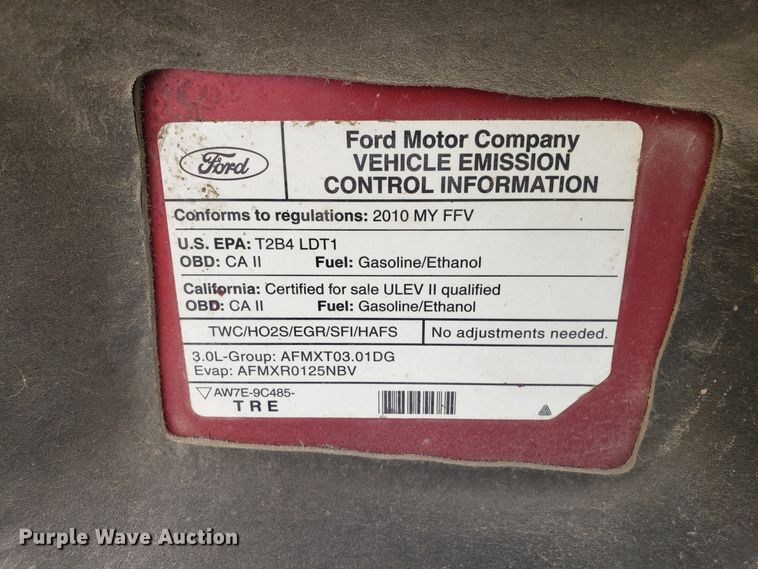 Ford
Ford Motor Company
VEHICLE EMISSION
CONTROL INFORMATION
Conforms to regulations: 2010 MY FFV
U.S. EPA: T2B4 LDT1
OBD: CA II Fuel: Gasoline/Ethanol
California: Certified for sale ULEV II qualified
OBD: CA II Fuel: Gasoline/Ethanol
TWC/HO2S/EGR/SFI/HAFS No adjustments needed.
3.0L-Group: AFMXT03.01DG
Evap: AFMXR0125NBV
AW7E-9C485-
TRE
Purple Wave Auction